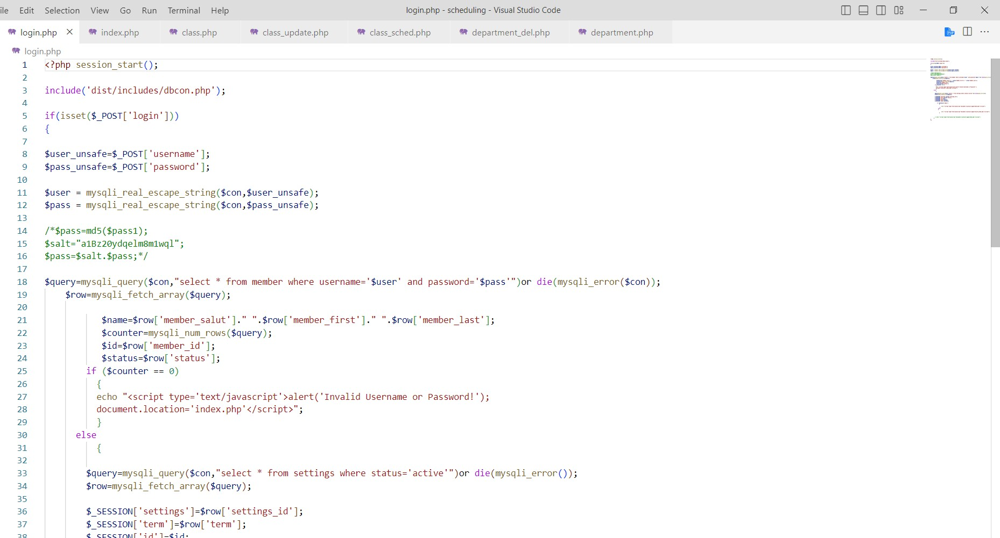 ile Edit Selection View Go Run Terminal Help login.php - scheduling - Visual Studio Code
login.php index.php class.php class_update.php class_sched.php department_del.php department.php
login.php
1 <?php session_start();
2
3 include('dist/includes/dbcon.php');
4
5 if(isset($_POST['login']))
6 {
7
8 $user_unsafe=$_POST['username'];
9 $pass_unsafe=$_POST['password'];
10
11 $user = mysqli_real_escape_string($con,$user_unsafe);
12 $pass = mysqli_real_escape_string($con,$pass_unsafe);
13
14 /*$pass=md5($pass1);
15 $salt="a1Bz20ydqelm8m1wql";
16 $pass=$salt.$pass;*/
17
18 $query=mysqli_query($con,"select * from member where username='$user' and password='$pass'")or die(mysqli_error($con));
19 $row=mysqli_fetch_array($query);
20
21 $name=$row['member_salut']." ".$row['member_first']." ".$row['member_last'];
22 $counter=mysqli_num_rows($query);
23 $id=$row['member_id'];
24 $status=$row['status'];
25 if ($counter == 0)
26 {
27 echo "<script type='text/javascript'>alert('Invalid Username or Password!');
28 document.location='index.php'</script>";
29 }
30 else
31 {
32
33 $query=mysqli_query($con,"select * from settings where status='active'")or die(mysqli_error());
34 $row=mysqli_fetch_array($query);
35
36 $_SESSION['settings']=$row['settings_id'];
37 $_SESSION['term']=$row['term'];
38 $_SESSION['id']=$id;